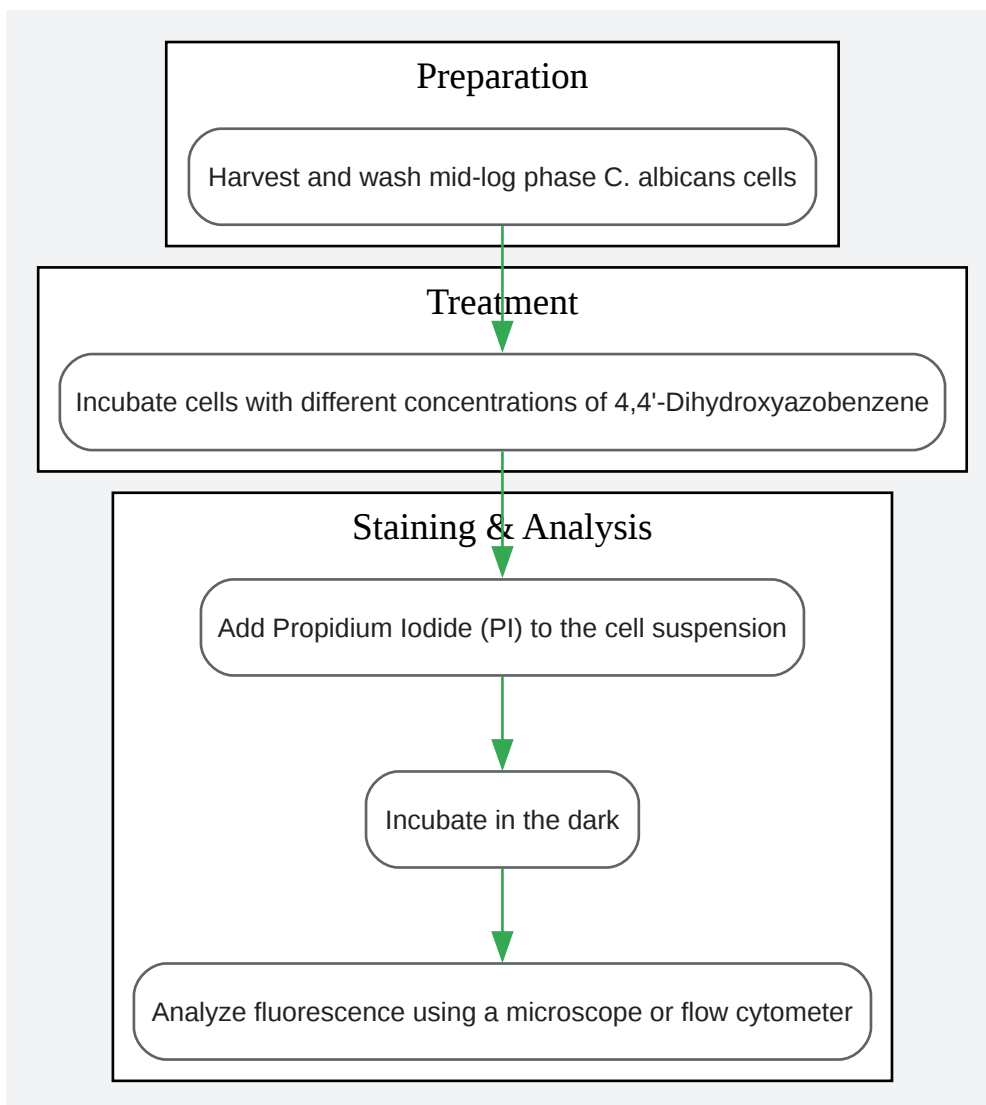 Preparation
Harvest and wash mid-log phase C. albicans cells
Treatment
Incubate cells with different concentrations of 4,4'-Dihydroxyazobenzene
Staining & Analysis
Add Propidium Iodide (PI) to the cell suspension
Incubate in the dark
Analyze fluorescence using a microscope or flow cytometer